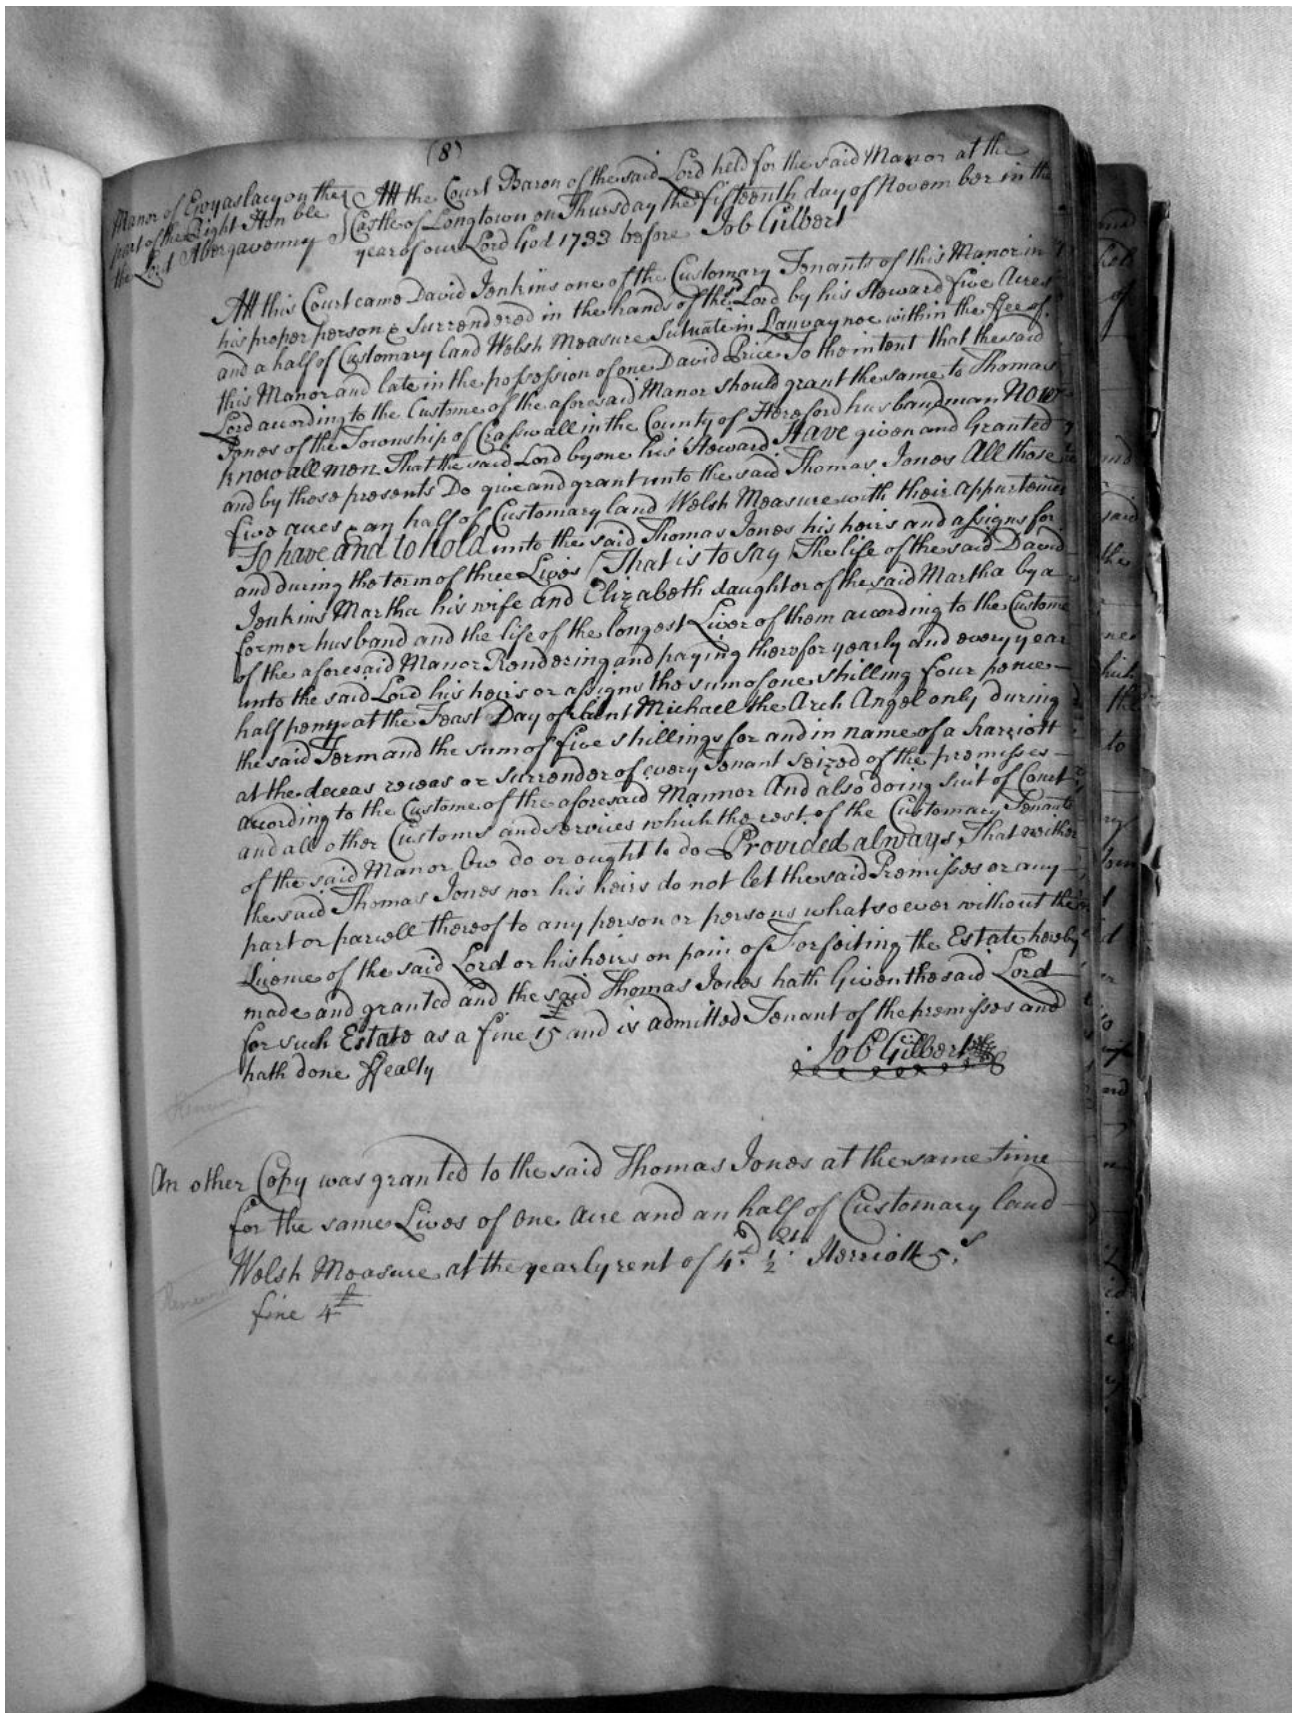 (8)
Manor of Ewyaslacy on the
part of the Right Hon ble
the Lord Abergavenny
Att the Court Baron of the said Lord held for the said Manor at the
Castle of Longtown on Thursday the fifteenth day of November in the
year of our Lord God 1733 before Job Gilbert
Att this Court came David Jenkins one of the Customary Tenants of this Manor in
his proper person & Surrendered in the hands of the sd Lord by his Steward five Acres
and a half of Customary land Welsh Measure Scituate in Lanvaynoe within the ffee of
this Manor and late in the possession of one David Price To the intent that the said
Lord according to the Custome of the aforesaid Manor should grant the same to Thomas
Jones of the Township of Crasswall in the County of Hereford husbandman Now
know all men That the said Lord by one his Steward Have given and Granted
and by these presents Do give and grant unto the said Thomas Jones All those
five acres & an half of Customary land Welsh Measure with their appurtenncs
To have and to hold unto the said Thomas Jones his heirs and assigns for
and during the term of three Lives (That is to say) The life of the said David
Jenkins Martha his wife and Elizabeth daughter of the said Martha by a
former husband and the life of the longest Liver of them according to the Custome
of the aforesaid Manor Rendering and paying therefor yearly and every year
unto the said Lord his heirs or assigns the sum of one shilling four pence
half peny at the Feast Day of Saint Michael the Arch Angel only during
the said Term and the sum of five shillings for and in name of a harriott
at the deceas or Surrender of every Tenant seized of the premisses
according to the Custome of the aforesaid Mannor And also doing suit of Court
and all other Customs and services which the rest of the Customary Tenants
of the said Manor Ow do or ought to do Provided always That neither
the said Thomas Jones nor his heirs do not let the said Premisses or any
part or parcell thereof to any person or persons whatsoever without the
Licence of the said Lord or his heirs on pain of Forfeiting the Estate hereby
made and granted and the said Thomas Jones hath Given the said Lord
for such Estate as a fine 15£ and is admitted Tenant of the premisses and
hath done ffealty
Job Gilbert
An other Copy was granted to the said Thomas Jones at the same time
for the same Lives of one Acre and an half of Customary land
Welsh Measure at the yearly rent of 4d. ½ Herriott 5s.
fine 4£